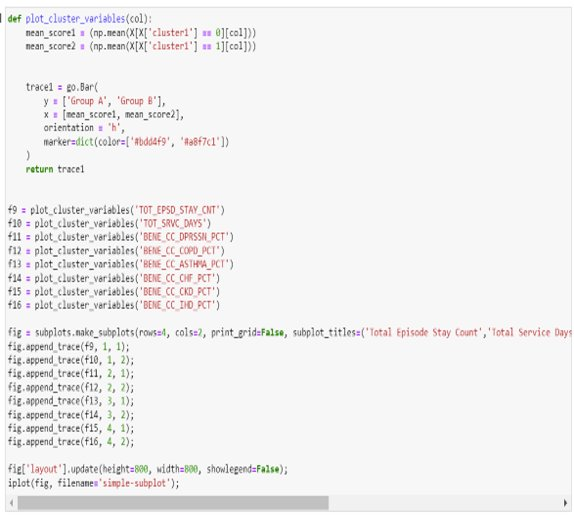 def plot_cluster_variables(col):
    mean_score1 = (np.mean(X[X['cluster1'] == 0][col]))
    mean_score2 = (np.mean(X[X['cluster1'] == 1][col]))
    trace1 = go.Bar(
        y = ['Group A', 'Group B'],
        x = [mean_score1, mean_score2],
        orientation = 'h',
        marker=dict(color=['#bdd4f9', '#a8f7c1'])
    )
    return trace1
f9 = plot_cluster_variables('TOT_EPSD_STAY_CNT')
f10 = plot_cluster_variables('TOT_SRVC_DAYS')
f11 = plot_cluster_variables('BENE_CC_DPRSSN_PCT')
f12 = plot_cluster_variables('BENE_CC_COPD_PCT')
f13 = plot_cluster_variables('BENE_CC_ASTHMA_PCT')
f14 = plot_cluster_variables('BENE_CC_CHF_PCT')
f15 = plot_cluster_variables('BENE_CC_CKD_PCT')
f16 = plot_cluster_variables('BENE_CC_IHD_PCT')
fig = subplots.make_subplots(rows=4, cols=2, print_grid=False, subplot_titles=('Total Episode Stay Count','Total Service Days
fig.append_trace(f9, 1, 1);
fig.append_trace(f10, 1, 2);
fig.append_trace(f11, 2, 1);
fig.append_trace(f12, 2, 2);
fig.append_trace(f13, 3, 1);
fig.append_trace(f14, 3, 2);
fig.append_trace(f15, 4, 1);
fig.append_trace(f16, 4, 2);
fig['layout'].update(height=800, width=800, showlegend=False);
iplot(fig, filename='simple-subplot');